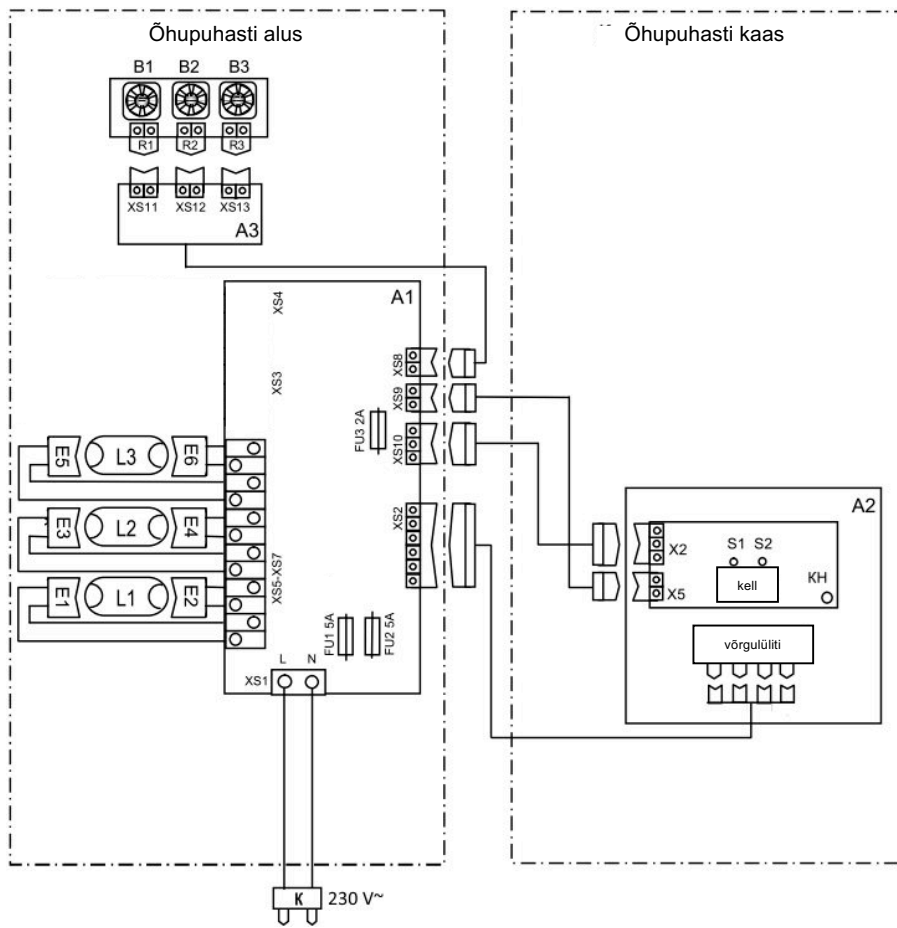 Õhupuhasti alus
Õhupuhasti kaas
B1 B2 B3
R1 R2 R3
XS11 XS12 XS13
A3
A1
XS4
XS3
XS8
XS9
XS10
FU3 2A
XS2
E5 L3 E6
E3 L2 E4
E1 L1 E2
XS5-XS7
FU1 5A
FU2 5A
L N
XS1
K 230 V~
A2
X2
S1 S2
X5
kell
KH
võrgulüliti